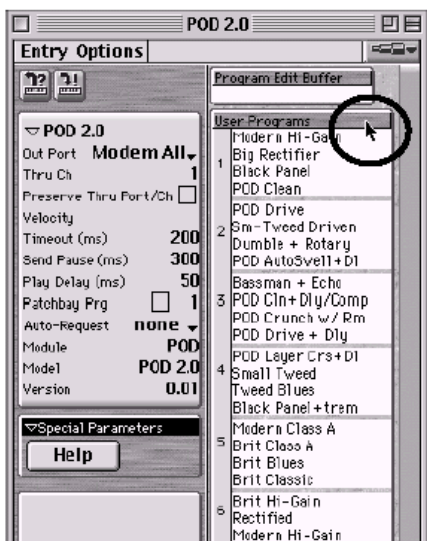 POD 2.0
Entry Options
Program Edit Buffer
POD 2.0
Out Port Modem All
Thru Ch 1
Preserve Thru Port/Ch
Velocity
Timeout (ms) 200
Send Pause (ms) 300
Play Delay (ms) 50
Patchbay Prg 1
Auto-Request none
Module POD
Model POD 2.0
Version 0.01
Special Parameters
Help
User Programs
1
Modern Hi-Gain
Big Rectifier
Black Panel
POD Clean
2
POD Drive
Sm-Tweed Driven
Dumble + Rotary
POD AutoSwell+Dl
3
Bassman + Echo
POD Cln+Dly/Comp
POD Crunch w/ Rm
POD Drive + Dly
4
POD Layer Crs+Dl
Small Tweed
Tweed Blues
Black Panel+trem
5
Modern Class A
Brit Class A
Brit Blues
Brit Classic
6
Brit Hi-Gain
Rectified
Modern Hi-Gain